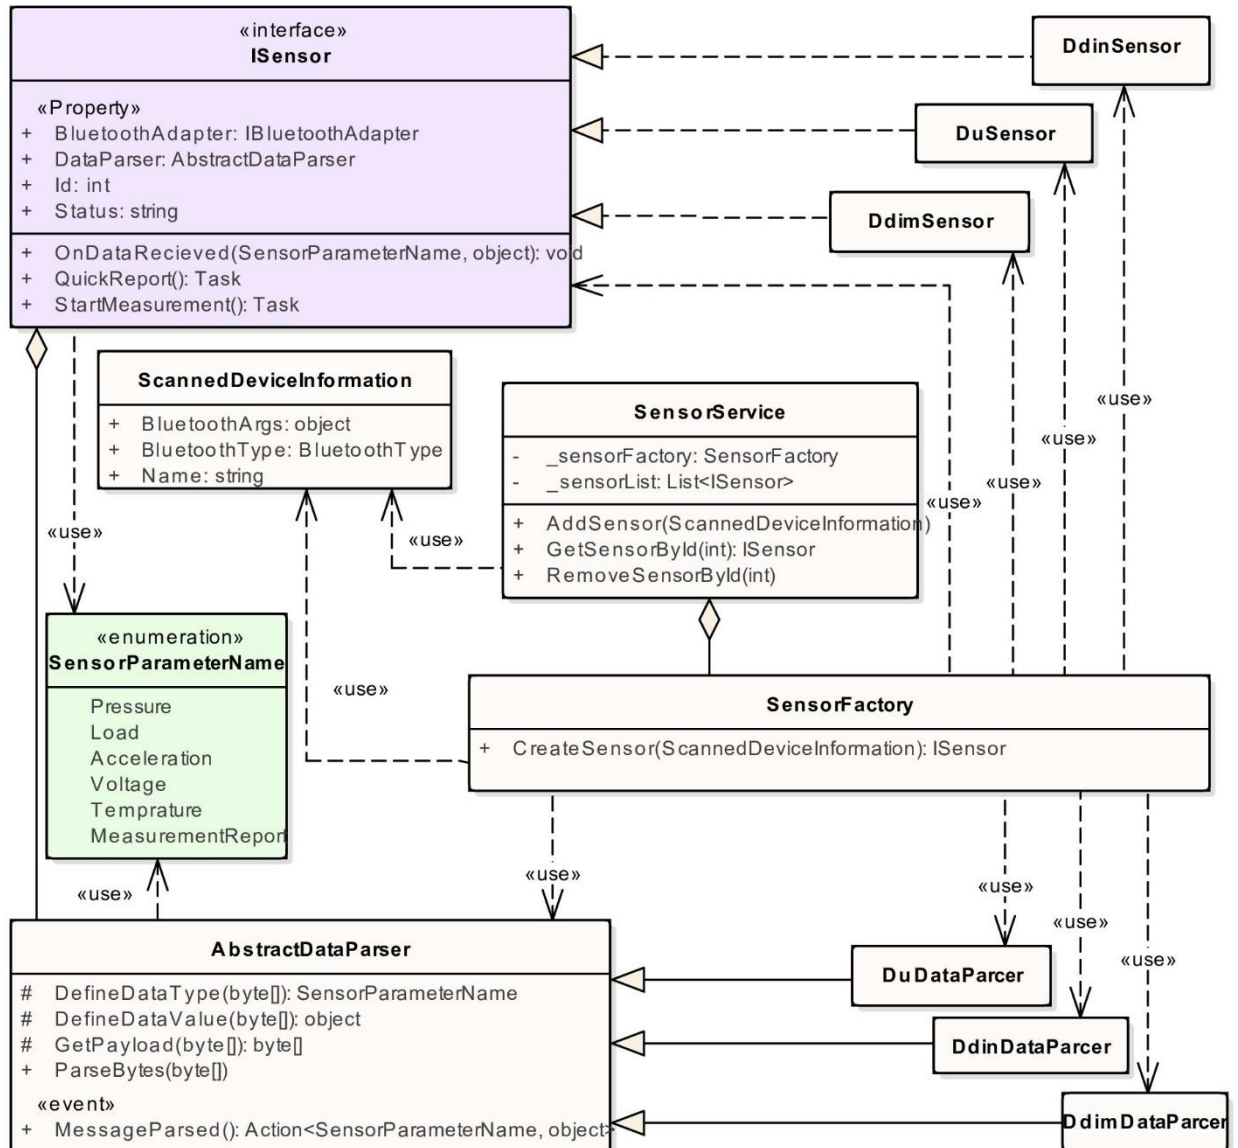 «interface»
ISensor
«Property»
+ BluetoothAdapter: IBluetoothAdapter
+ DataParser: AbstractDataParser
+ Id: int
+ Status: string
+ OnDataRecieved(SensorParameterName, object): void
+ QuickReport(): Task
+ StartMeasurement(): Task
DdinSensor
DuSensor
DdimSensor
ScannedDeviceInformation
+ BluetoothArgs: object
+ BluetoothType: BluetoothType
+ Name: string
SensorService
- _sensorFactory: SensorFactory
- _sensorList: List<ISensor>
+ AddSensor(ScannedDeviceInformation)
+ GetSensorById(int): ISensor
+ RemoveSensorById(int)
«use»
«use»
«use»
«use»
«use»
«use»
«use»
«enumeration»
SensorParameterName
Pressure
Load
Acceleration
Voltage
Temprature
MeasurementReport
SensorFactory
+ CreateSensor(ScannedDeviceInformation): ISensor
«use»
«use»
«use»
«use»
«use»
AbstractDataParser
# DefineDataType(byte[]): SensorParameterName
# DefineDataValue(byte[]): object
# GetPayload(byte[]): byte[]
+ ParseBytes(byte[])
«event»
+ MessageParsed(): Action<SensorParameterName, object>
DuDataParcer
DdinDataParcer
DdimDataParcer